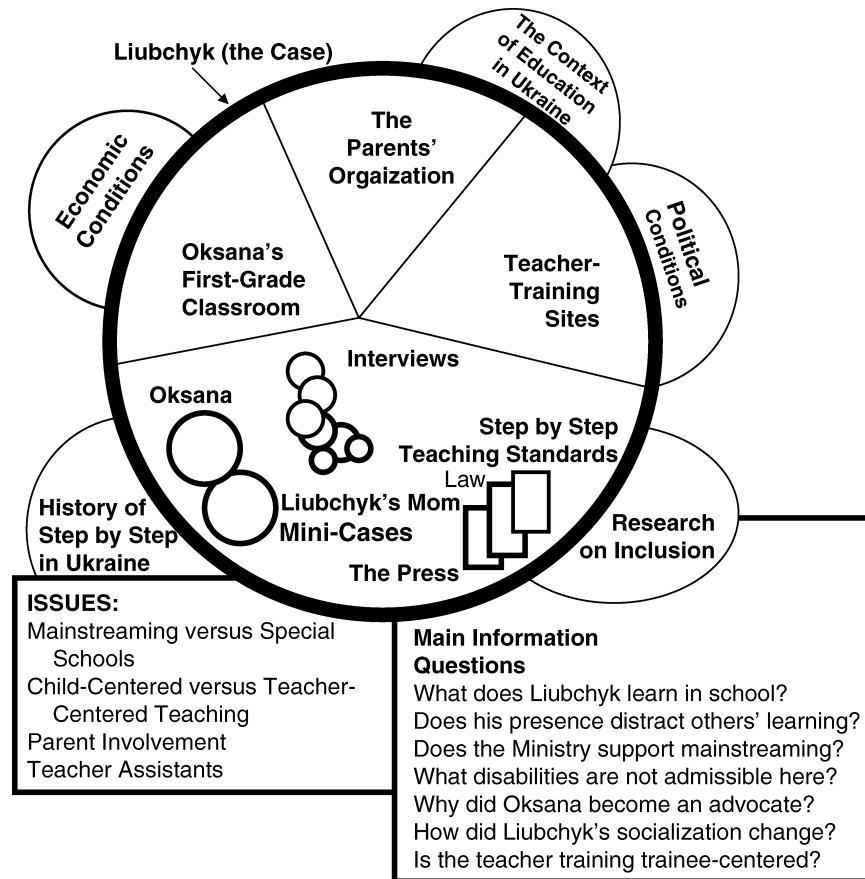 Liubchyk (the Case)
The Context
of Education
in Ukraine
Economic
Conditions
The
Parents’
Orgaization
Political
Conditions
Oksana’s
First-Grade
Classroom
Teacher-
Training
Sites
Interviews
Oksana
Step by Step
Teaching Standards
Law
Liubchyk’s Mom
Mini-Cases
The Press
History of
Step by Step
in Ukraine
Research
on Inclusion
ISSUES:
Mainstreaming versus Special
Schools
Child-Centered versus Teacher-
Centered Teaching
Parent Involvement
Teacher Assistants
Main Information
Questions
What does Liubchyk learn in school?
Does his presence distract others’ learning?
Does the Ministry support mainstreaming?
What disabilities are not admissible here?
Why did Oksana become an advocate?
How did Liubchyk’s socialization change?
Is the teacher training trainee-centered?